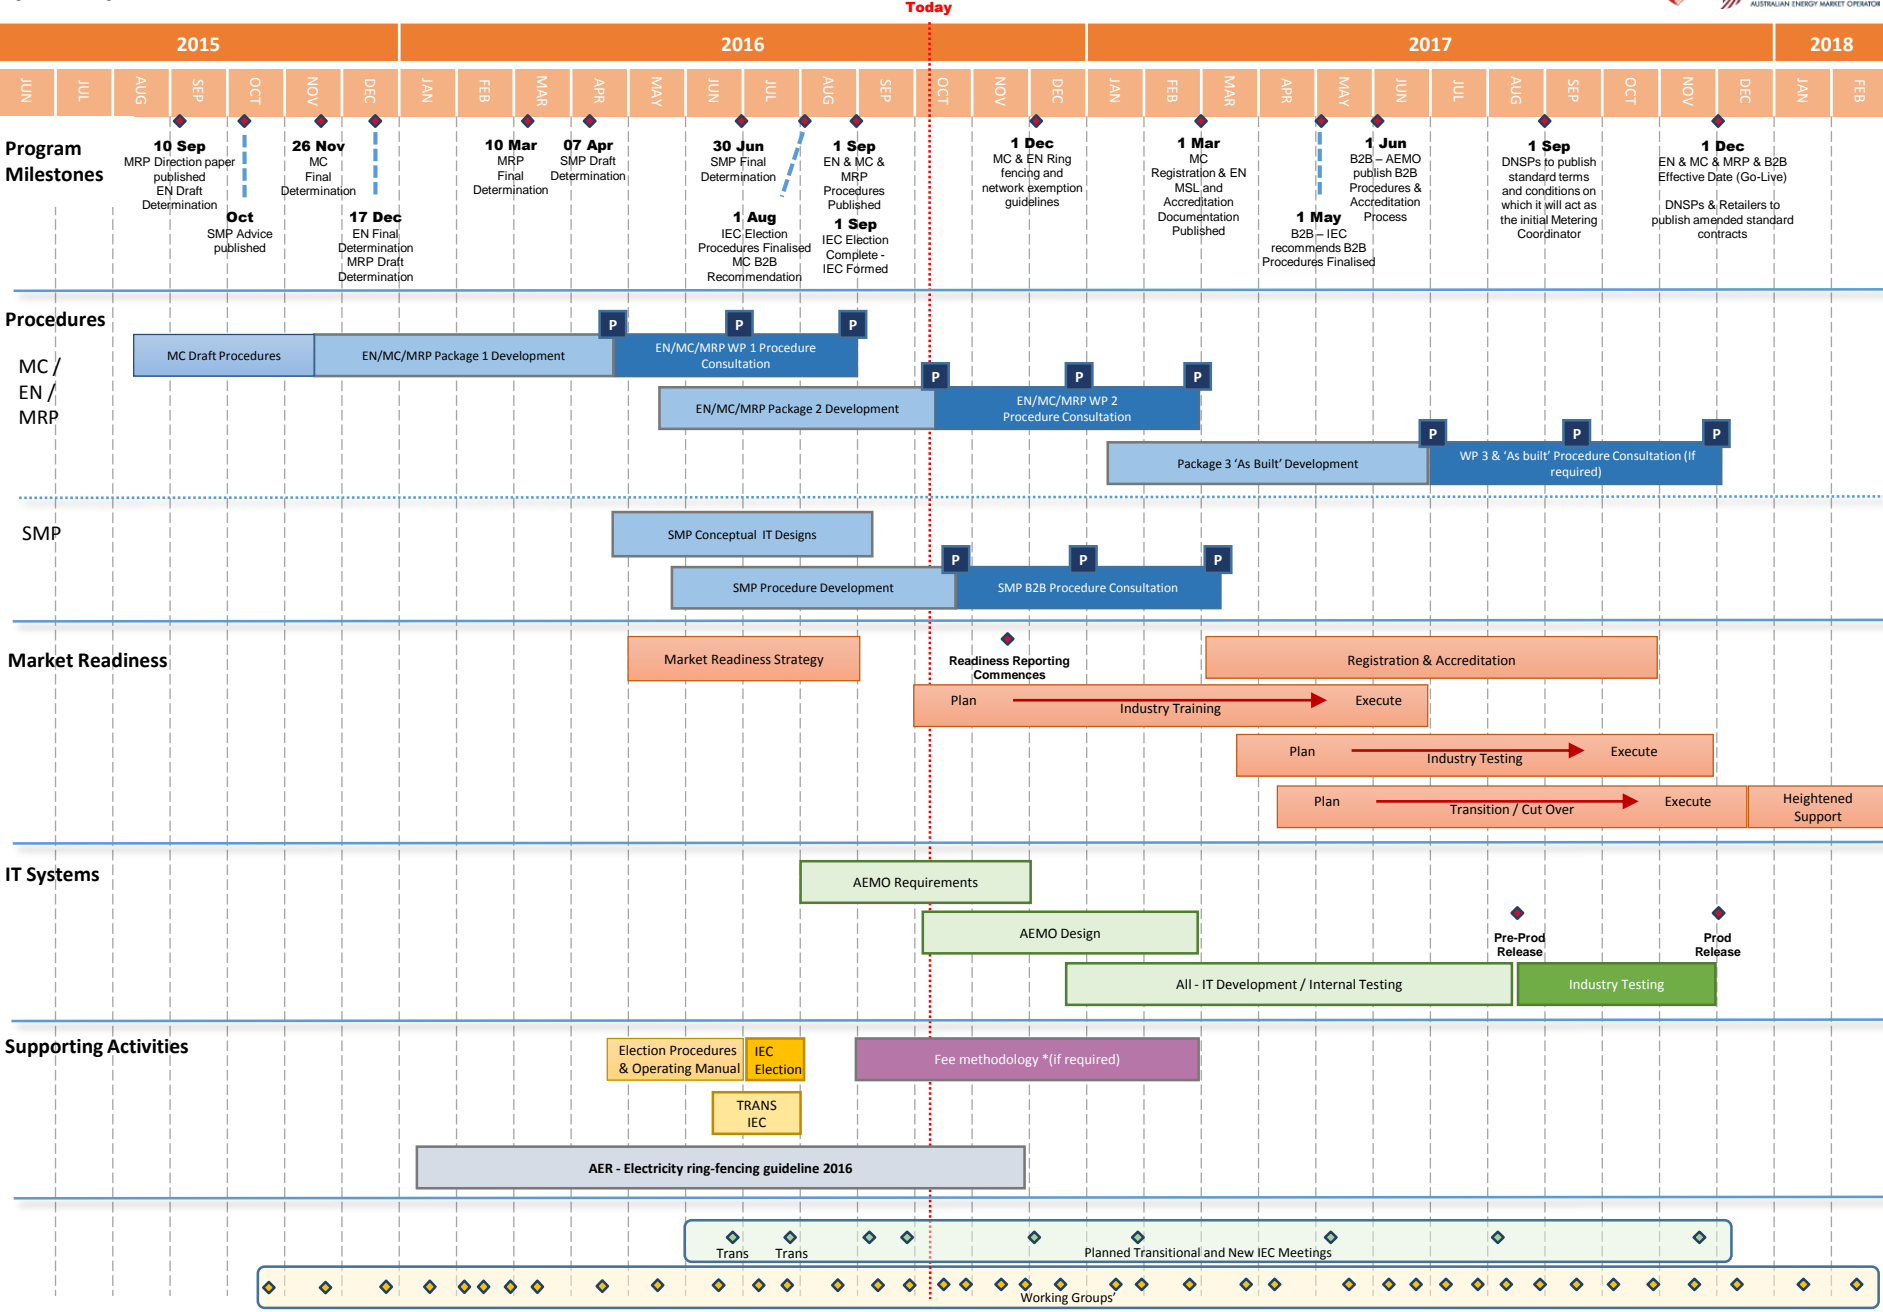 Today
AUSTRALIAN ENERGY MARKET OPERATOR
2015
2016
2017
2018
JUN
JUL
AUG
SEP
OCT
NOV
DEC
JAN
FEB
MAR
APR
MAY
JUN
JUL
AUG
SEP
OCT
NOV
DEC
JAN
FEB
MAR
APR
MAY
JUN
JUL
AUG
SEP
OCT
NOV
DEC
JAN
FEB
Program
Milestones
10 Sep
MRP Direction paper
published
EN Draft
Determination
Oct
SMP Advice
published
26 Nov
MC
Final
Determination
17 Dec
EN Final
Determination
MRP Draft
Determination
10 Mar
MRP
Final
Determination
07 Apr
SMP Draft
Determination
30 Jun
SMP Final
Determination
1 Aug
IEC Election
Procedures Finalised
MC B2B
Recommendation
1 Sep
EN & MC &
MRP
Procedures
Published
1 Sep
IEC Election
Complete -
IEC Formed
1 Dec
MC & EN Ring
fencing and
network exemption
guidelines
1 Mar
MC
Registration & EN
MSL and
Accreditation
Documentation
Published
1 May
B2B – IEC
recommends B2B
Procedures Finalised
1 Jun
B2B – AEMO
publish B2B
Procedures &
Accreditation
Process
1 Sep
DNSPs to publish
standard terms
and conditions on
which it will act as
the initial Metering
Coordinator
1 Dec
EN & MC & MRP & B2B
Effective Date (Go-Live)
DNSPs & Retailers to
publish amended standard
contracts
Procedures
MC /
EN /
MRP
P
P
P
MC Draft Procedures
EN/MC/MRP Package 1 Development
EN/MC/MRP WP 1 Procedure
Consultation
P
P
P
EN/MC/MRP Package 2 Development
EN/MC/MRP WP 2
Procedure Consultation
P
P
P
Package 3 ‘As Built’ Development
WP 3 & ‘As built’ Procedure Consultation (If
required)
SMP
SMP Conceptual IT Designs
P
P
P
SMP Procedure Development
SMP B2B Procedure Consultation
Market Readiness
Market Readiness Strategy
Readiness Reporting
Commences
Registration & Accreditation
Plan
Industry Training
Execute
Plan
Industry Testing
Execute
Plan
Transition / Cut Over
Execute
Heightened
Support
IT Systems
AEMO Requirements
AEMO Design
Pre-Prod
Release
Prod
Release
All - IT Development / Internal Testing
Industry Testing
Supporting Activities
Election Procedures
& Operating Manual
IEC
Election
Fee methodology *(if required)
TRANS
IEC
AER - Electricity ring-fencing guideline 2016
Trans
Trans
Planned Transitional and New IEC Meetings
Working Groups’